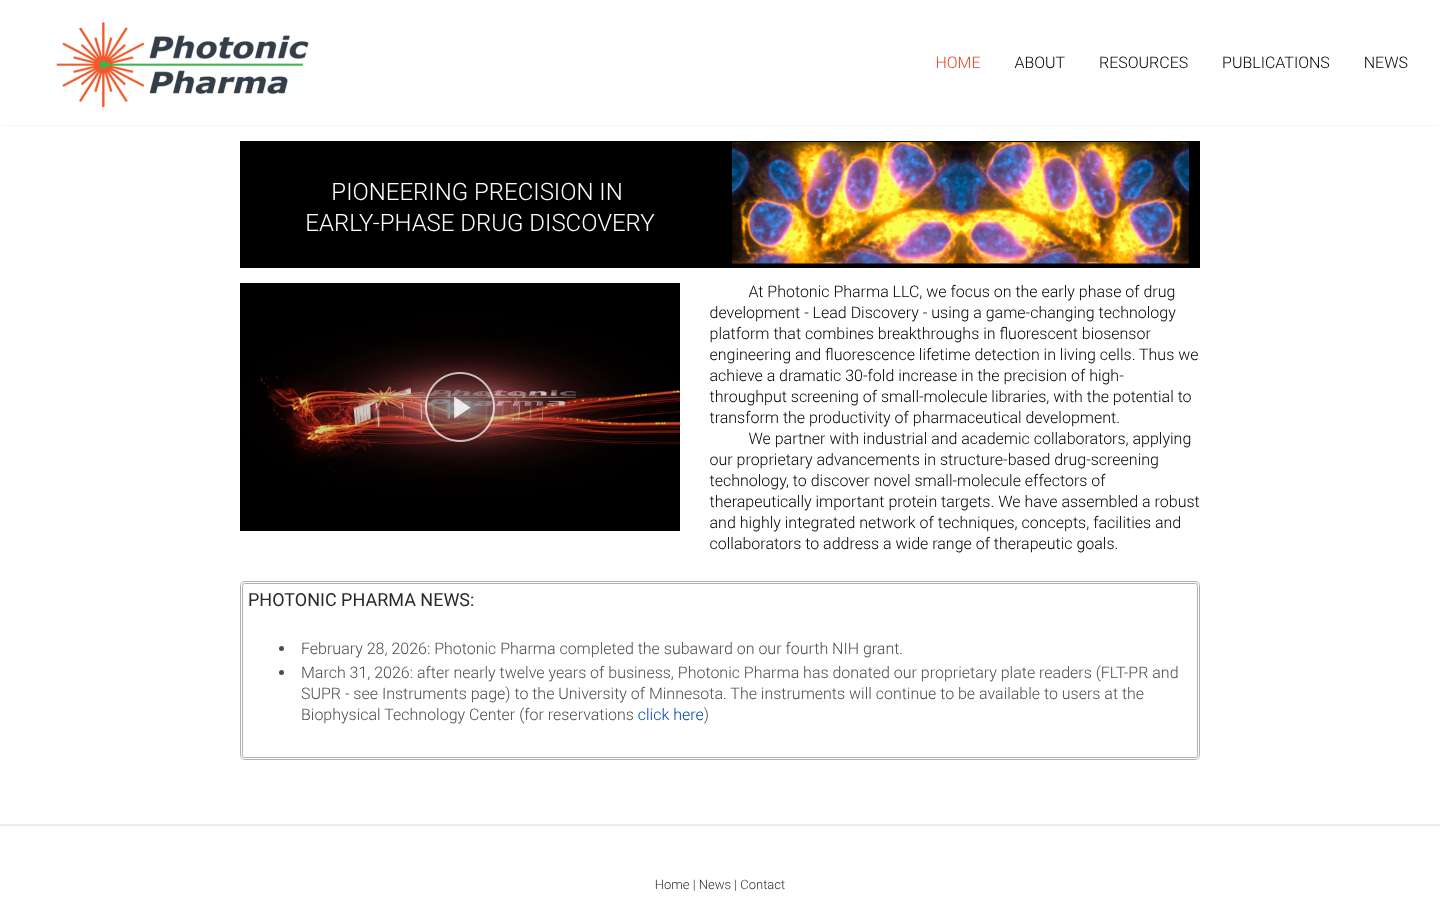 Photonic
Pharma
HOME ABOUT RESOURCES PUBLICATIONS NEWS
PIONEERING PRECISION IN
EARLY-PHASE DRUG DISCOVERY
Photonic
Pharma
At Photonic Pharma LLC, we focus on the early phase of drug
development - Lead Discovery - using a game-changing technology
platform that combines breakthroughs in fluorescent biosensor
engineering and fluorescence lifetime detection in living cells. Thus we
achieve a dramatic 30-fold increase in the precision of high-
throughput screening of small-molecule libraries, with the potential to
transform the productivity of pharmaceutical development.
We partner with industrial and academic collaborators, applying
our proprietary advancements in structure-based drug-screening
technology, to discover novel small-molecule effectors of
therapeutically important protein targets. We have assembled a robust
and highly integrated network of techniques, concepts, facilities and
collaborators to address a wide range of therapeutic goals.
PHOTONIC PHARMA NEWS:
• February 28, 2026: Photonic Pharma completed the subaward on our fourth NIH grant.
• March 31, 2026: after nearly twelve years of business, Photonic Pharma has donated our proprietary plate readers (FLT-PR and
SUPR - see Instruments page) to the University of Minnesota. The instruments will continue to be available to users at the
Biophysical Technology Center (for reservations click here)
Home | News | Contact